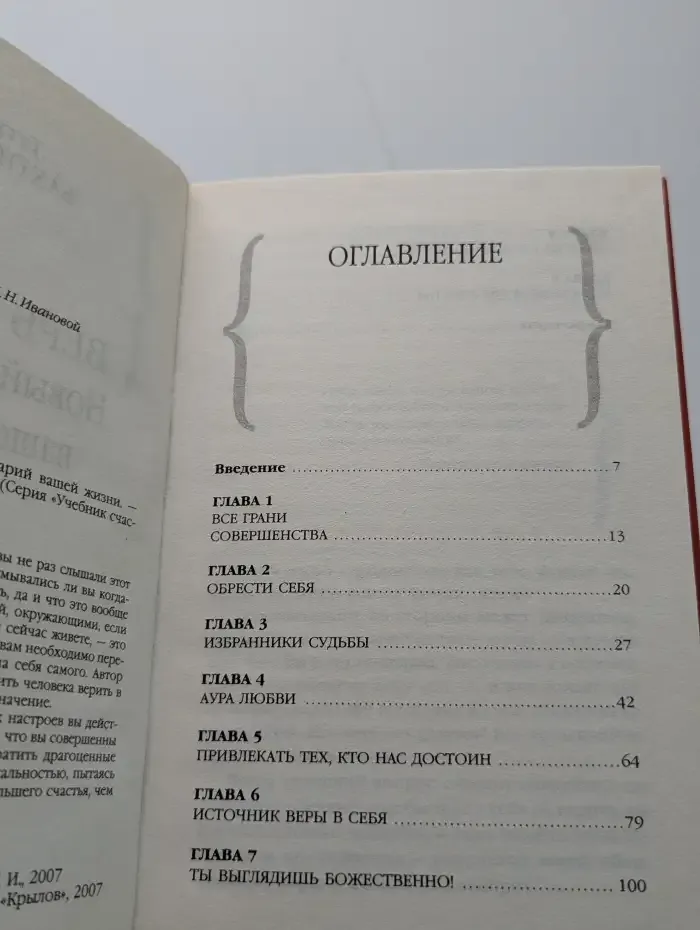 Н. Ивановой
арий вашей жизни. —
(Серия «Учебник счас-
вы не раз слышали этот
мывались ли вы когда-
ь, да и что это вообще
й, окружающими, если
сейчас живете, — это
вам необходимо пере-
на себя самого. Автор
ить человека верить в
значение.
х настроев вы дейст-
что вы совершенны
ратить драгоценные
альностью, пытаясь
льшего счастья, чем
И., 2007
«Крылов», 2007
ОГЛАВЛЕНИЕ
Введение 7
ГЛАВА 1
ВСЕ ГРАНИ
СОВЕРШЕНСТВА 13
ГЛАВА 2
ОБРЕСТИ СЕБЯ 20
ГЛАВА 3
ИЗБРАННИКИ СУДЬБЫ 27
ГЛАВА 4
АУРА ЛЮБВИ 42
ГЛАВА 5
ПРИВЛЕКАТЬ ТЕХ, КТО НАС ДОСТОИН 64
ГЛАВА 6
ИСТОЧНИК ВЕРЫ В СЕБЯ 79
ГЛАВА 7
ТЫ ВЫГЛЯДИШЬ БОЖЕСТВЕННО! 100